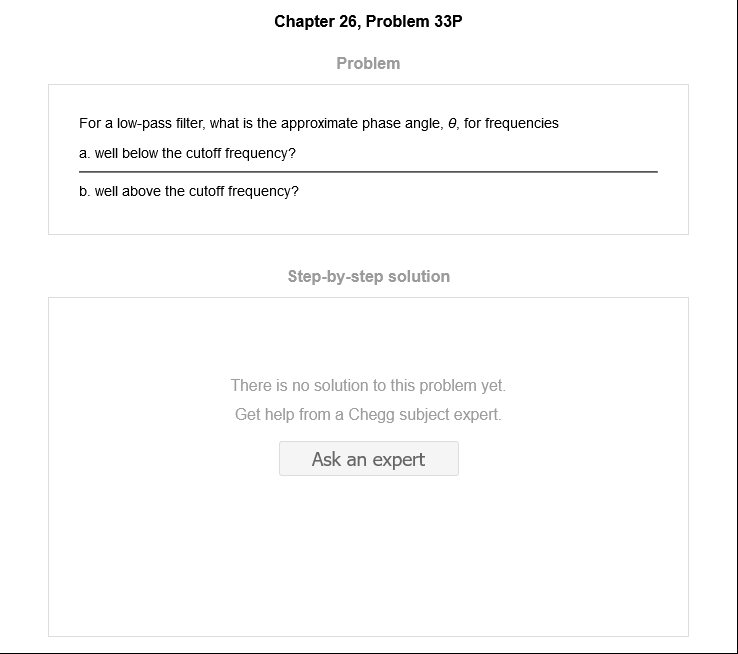 Chapter 26, Problem 33P
Problem
For a low-pass filter, what is the approximate phase angle, θ, for frequencies
a. well below the cutoff frequency?
b. well above the cutoff frequency?
Step-by-step solution
There is no solution to this problem yet.
Get help from a Chegg subject expert.
Ask an expert